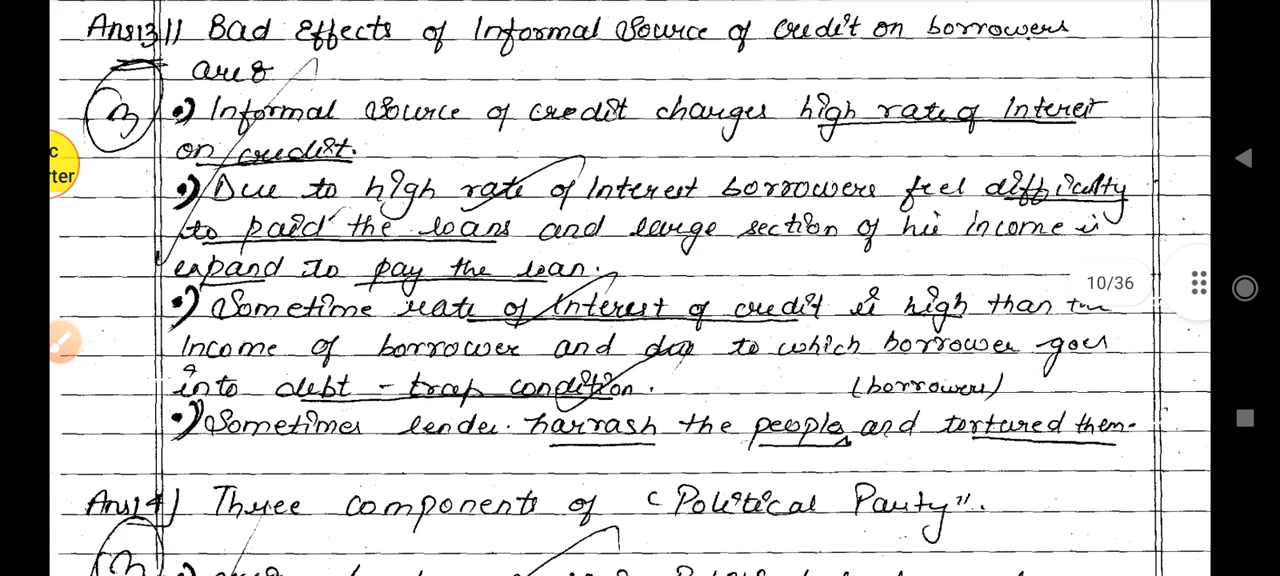 Ans13|| Bad Effects of Informal Source of credit on borrowers
are:
3
•) Informal Source of credit charges high rate of Interest
on credit.
•) Due to high rate of Interest borrowers feel difficulty
to paid the loans and large section of his income is
expand to pay the loan.
10/36
•) Sometime rate of Interest of credit is high than the
Income of borrower and due to which borrower goes
into debt - trap condition. (borrowers)
•) Sometimes lender harrash the people and tortured them.
Ans14) Three components of "Political Party".
c
ter